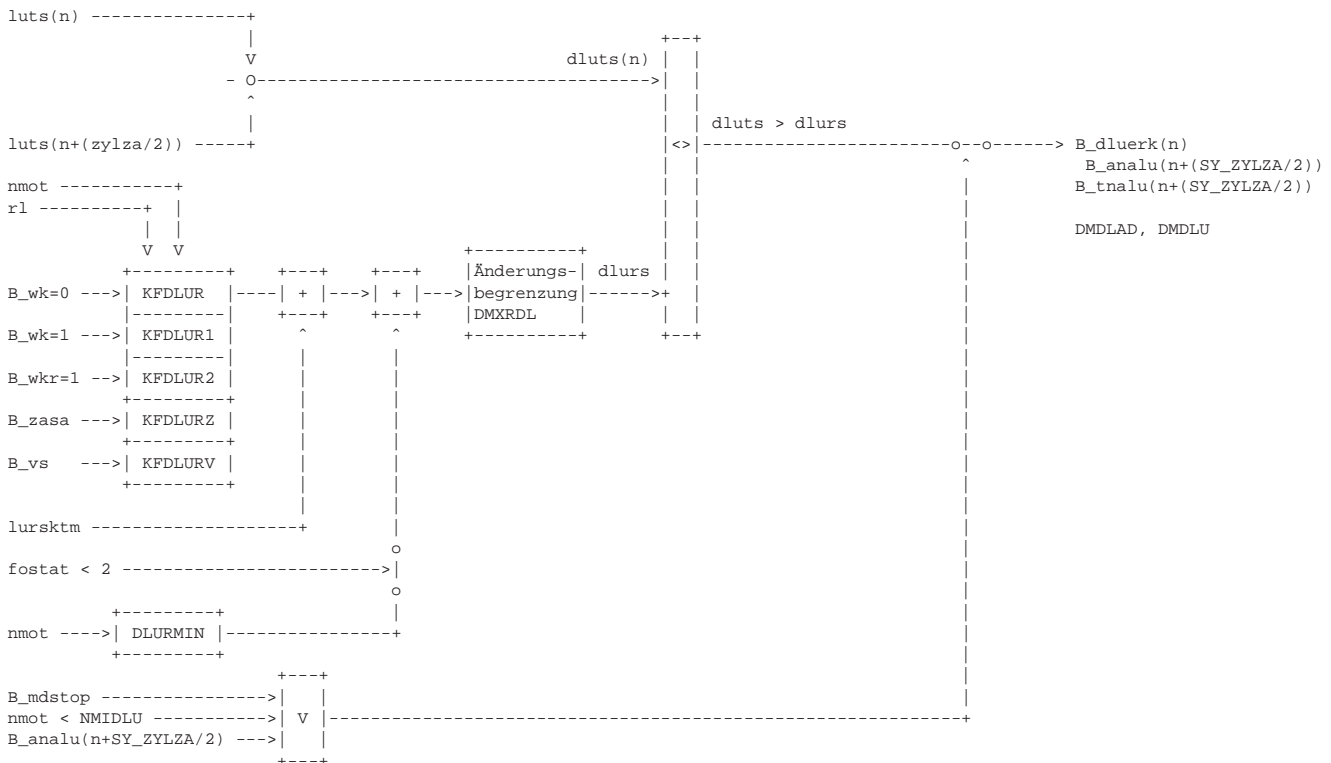 luts(n)
dluts(n)
-
dluts > dlurs
luts(n+(zylza/2)) <> B_dluerk(n)
B_analu(n+(SY_ZYLZA/2))
nmot B_tnalu(n+(SY_ZYLZA/2))
rl
DMDLAD, DMDLU
Änderungs- dlurs
B_wk=0 KFDLUR + + begrenzung
DMXRDL
B_wk=1 KFDLUR1
B_wkr=1 KFDLUR2
B_zasa KFDLURZ
B_vs KFDLURV
lursktm
fostat < 2
nmot DLURMIN
B_mdstop
nmot < NMIDLU V
B_analu(n+SY_ZYLZA/2)